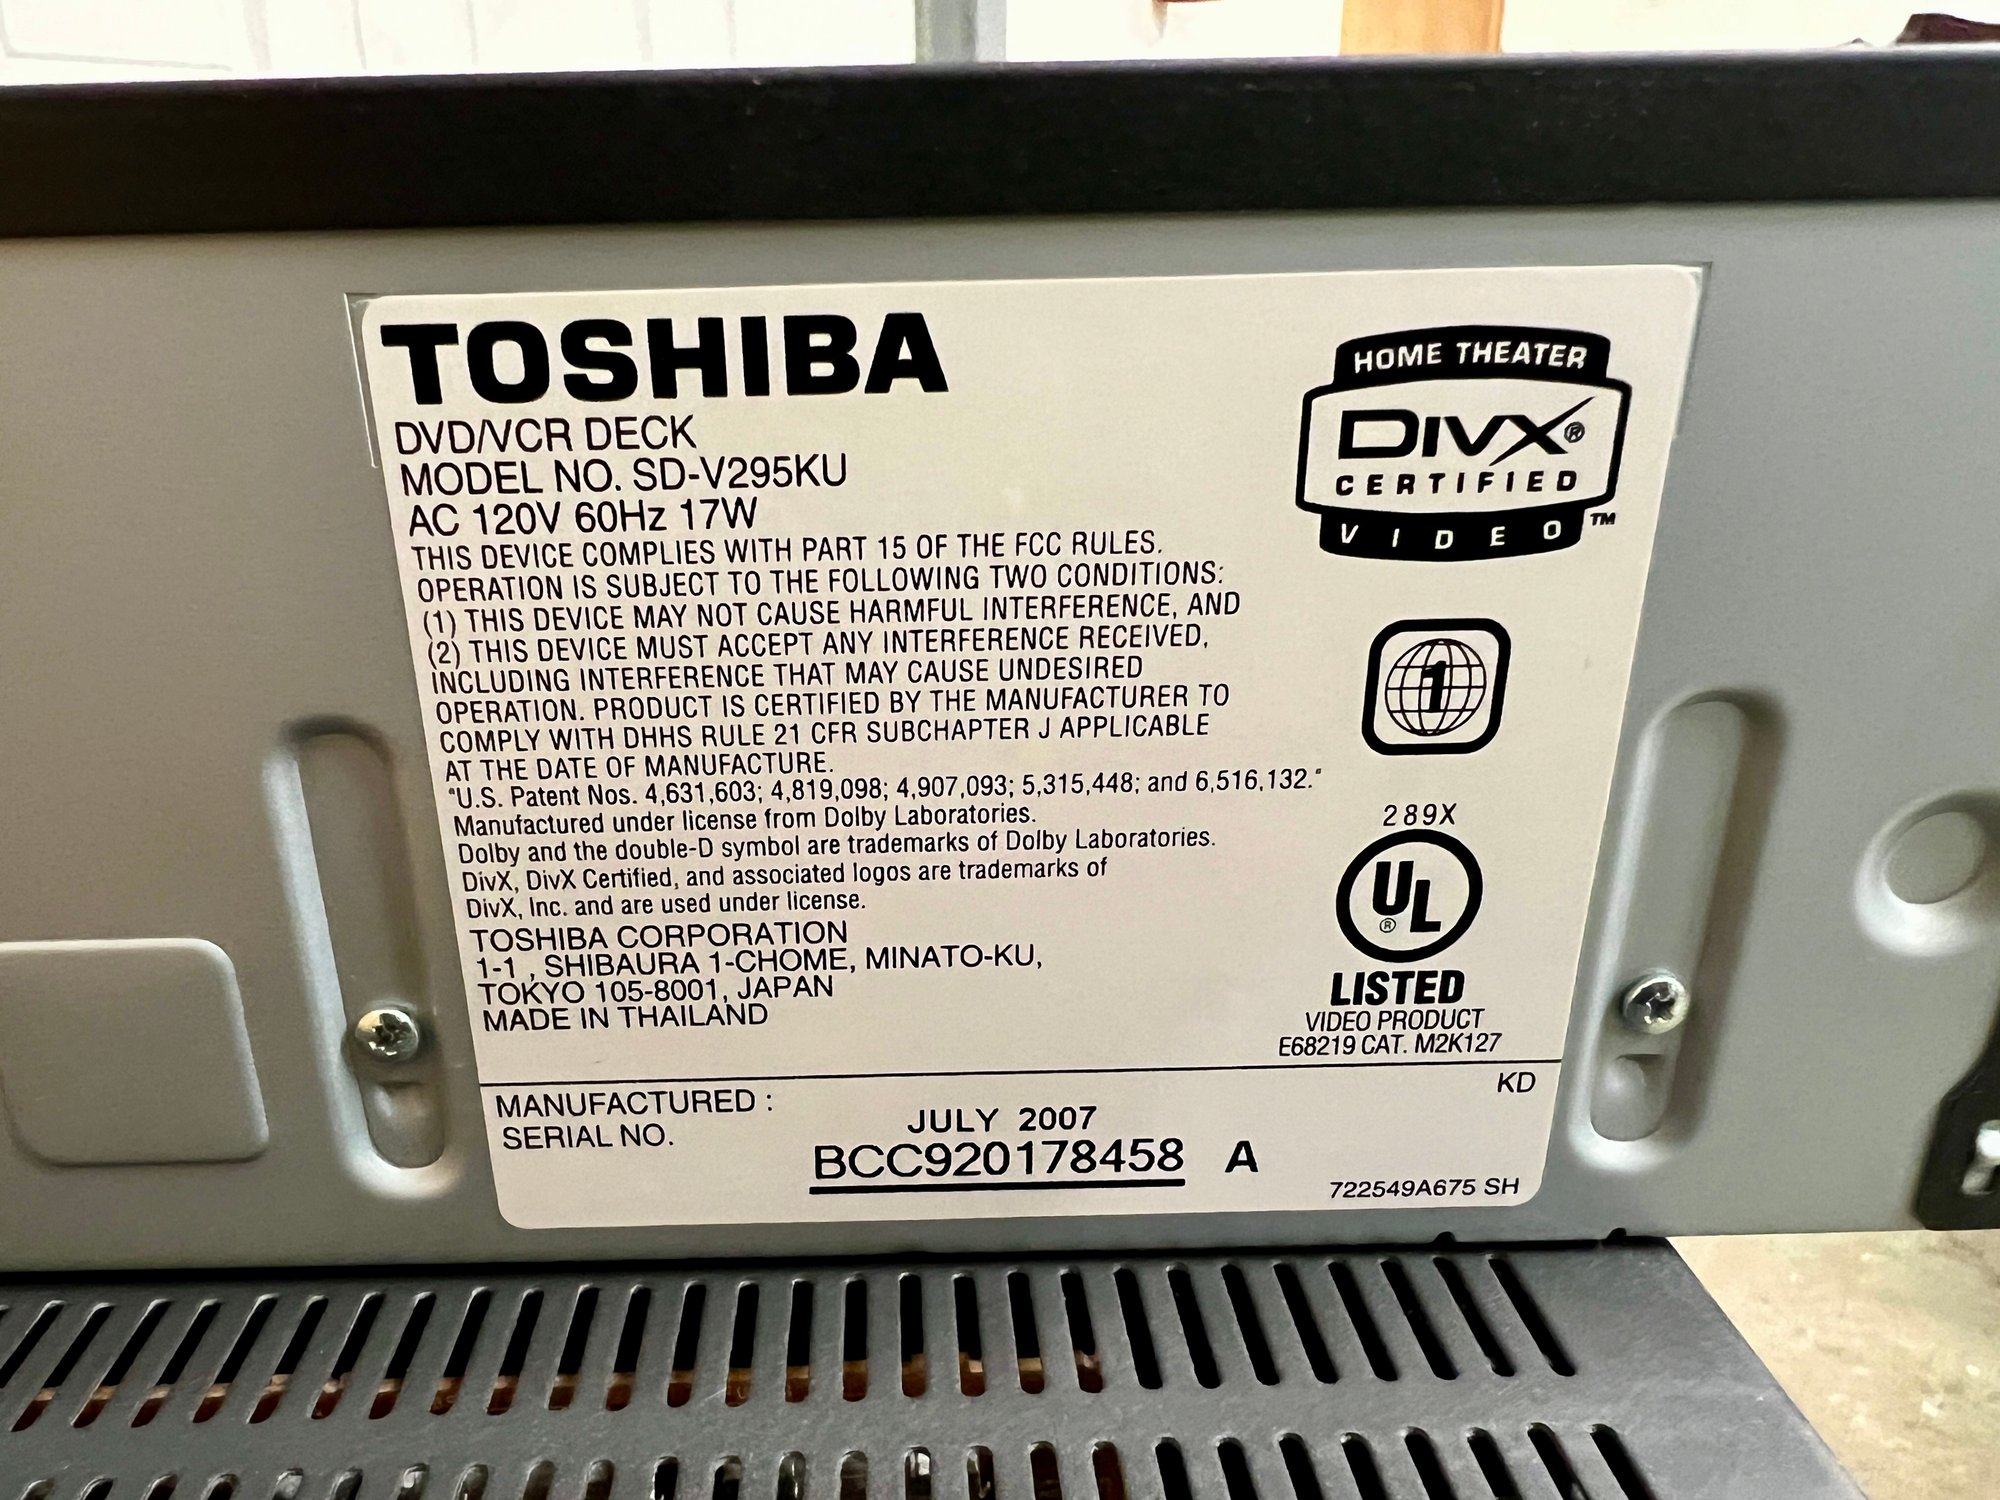 TOSHIBA
DVD/VCR DECK
MODEL NO. SD-V295KU
AC 120V 60Hz 17W
THIS DEVICE COMPLIES WITH PART 15 OF THE FCC RULES.
OPERATION IS SUBJECT TO THE FOLLOWING TWO CONDITIONS:
(1) THIS DEVICE MAY NOT CAUSE HARMFUL INTERFERENCE, AND
(2) THIS DEVICE MUST ACCEPT ANY INTERFERENCE RECEIVED,
INCLUDING INTERFERENCE THAT MAY CAUSE UNDESIRED
OPERATION. PRODUCT IS CERTIFIED BY THE MANUFACTURER TO
COMPLY WITH DHHS RULE 21 CFR SUBCHAPTER J APPLICABLE
AT THE DATE OF MANUFACTURE.
"U.S. Patent Nos. 4,631,603; 4,819,098; 4,907,093; 5,315,448; and 6,516,132."
Manufactured under license from Dolby Laboratories.
Dolby and the double-D symbol are trademarks of Dolby Laboratories.
DivX, DivX Certified, and associated logos are trademarks of
DivX, Inc. and are used under license.
TOSHIBA CORPORATION
1-1 , SHIBAURA 1-CHOME, MINATO-KU,
TOKYO 105-8001, JAPAN
MADE IN THAILAND
HOME THEATER
DIVX®
CERTIFIED
VIDEO™
1
289X
UL®
LISTED
VIDEO PRODUCT
E68219 CAT. M2K127
KD
MANUFACTURED : JULY 2007
SERIAL NO. BCC920178458 A
722549A675 SH